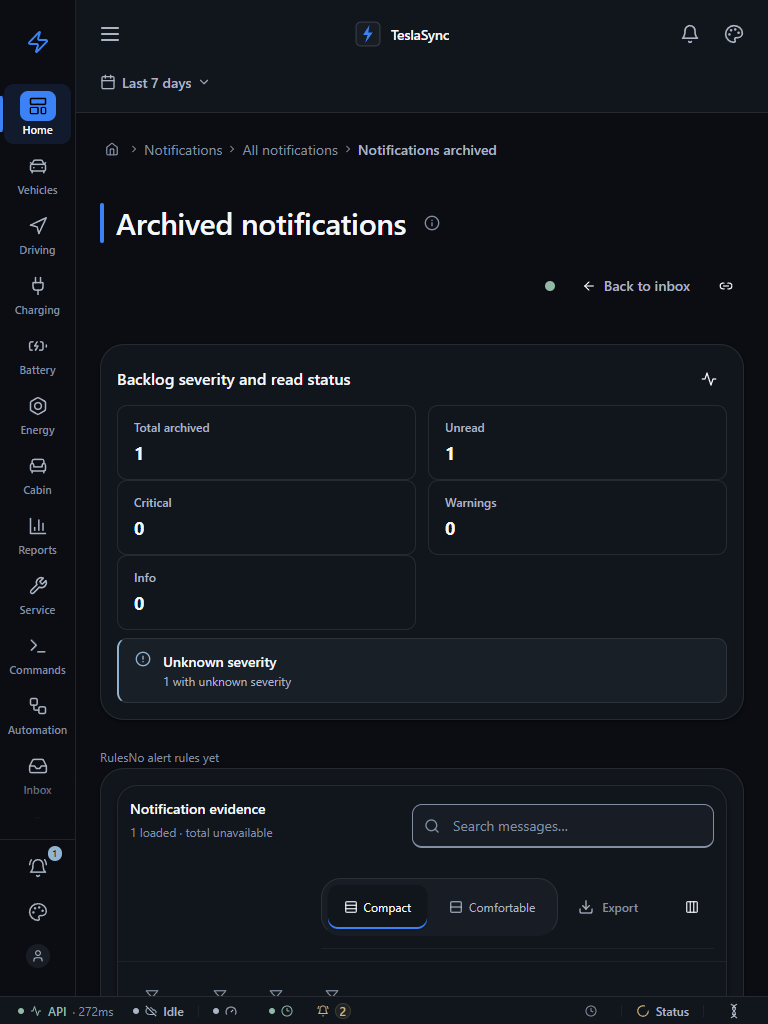 TeslaSync
Last 7 days
Home
Vehicles
Driving
Charging
Battery
Energy
Cabin
Reports
Service
Commands
Automation
Inbox
1
Notifications
All notifications
Notifications archived
Archived notifications
Back to inbox
Backlog severity and read status
Total archived
1
Unread
1
Critical
0
Warnings
0
Info
0
Unknown severity
1 with unknown severity
RulesNo alert rules yet
Notification evidence
1 loaded · total unavailable
Search messages...
Compact
Comfortable
Export
API · 272ms
Idle
2
Status